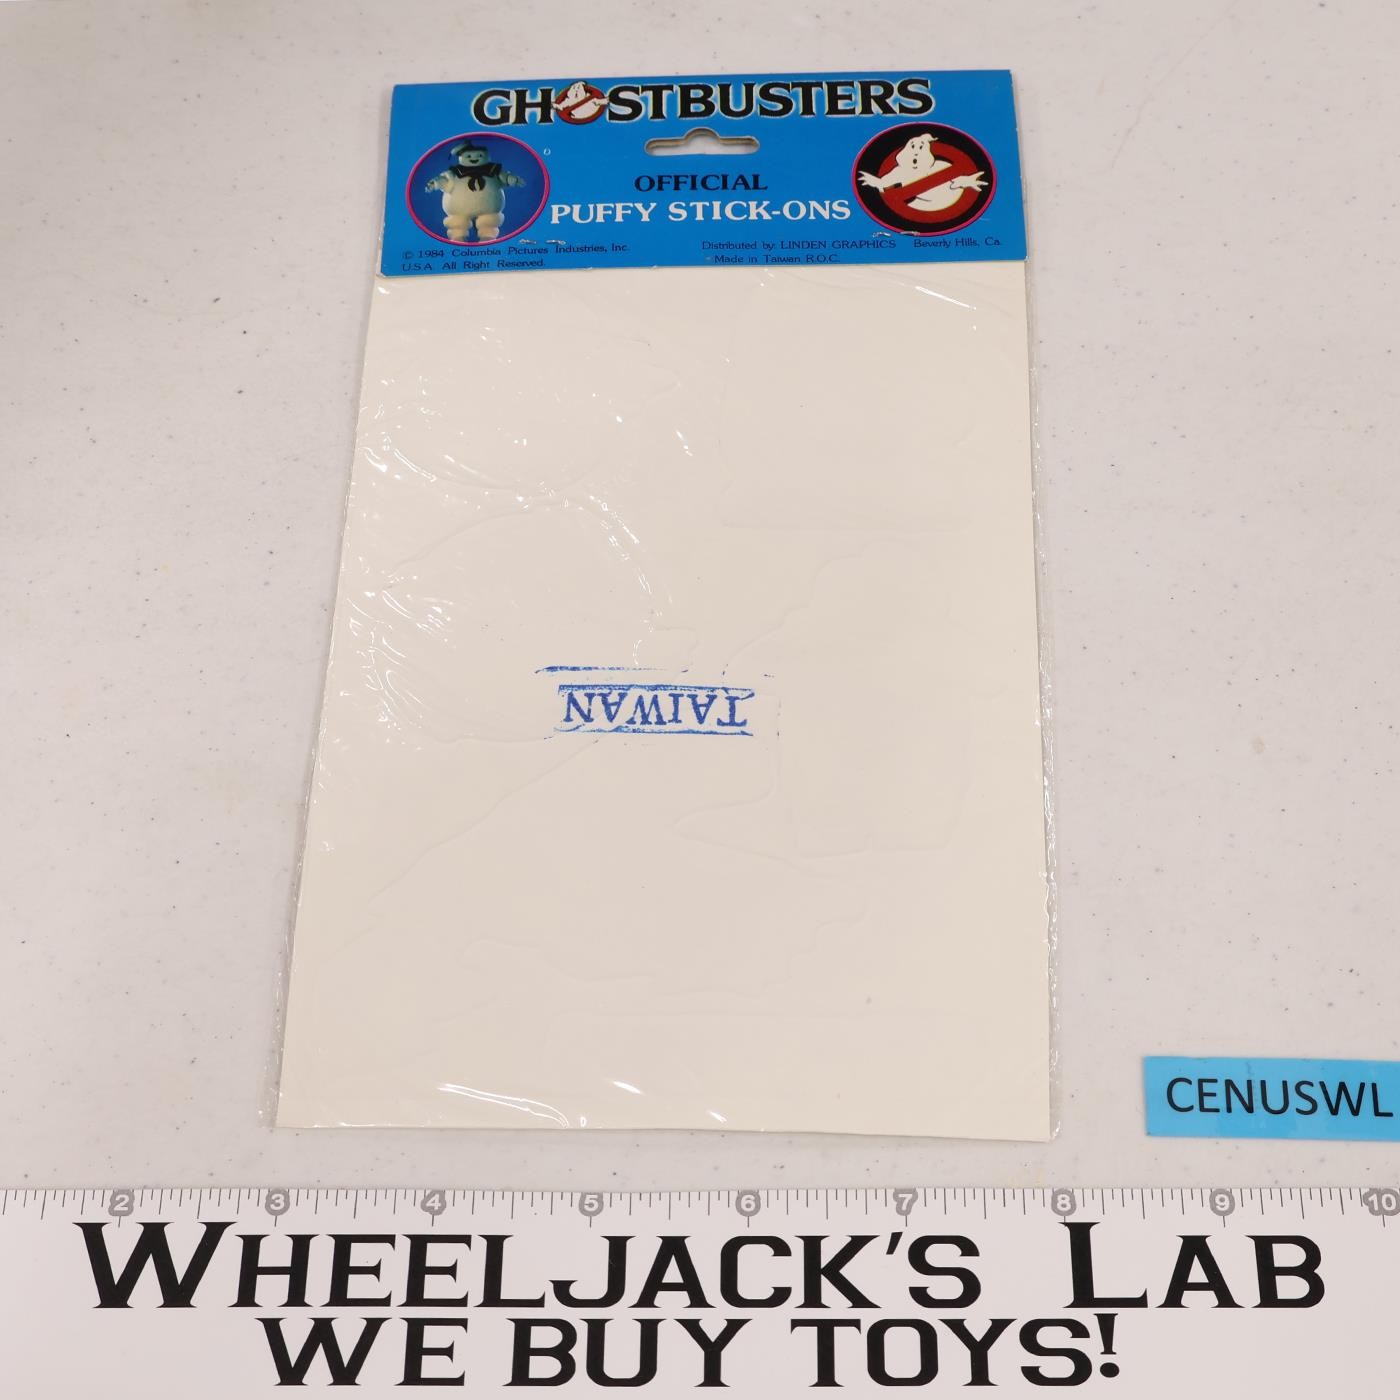 GHOSTBUSTERS
OFFICIAL
PUFFY STICK-ONS
© 1984 Columbia Pictures Industries, Inc.
U.S.A. All Right Reserved.
Distributed by: LINDEN GRAPHICS Beverly Hills, Ca.
Made in Taiwan R.O.C.
TAIWAN
CENUSWL
2 3 4 5 6 7 8 9 10
WHEELJACK'S LAB
WE BUY TOYS!